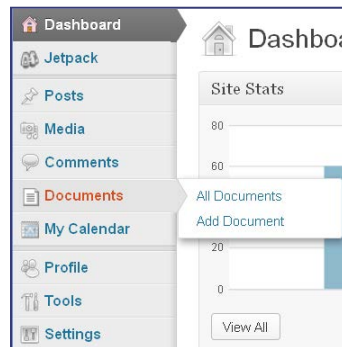 Dashboard
Jetpack
Posts
Media
Comments
Documents
My Calendar
Profile
Tools
Settings
Site Stats
80
60
All Documents
Add Document
20
0
View All